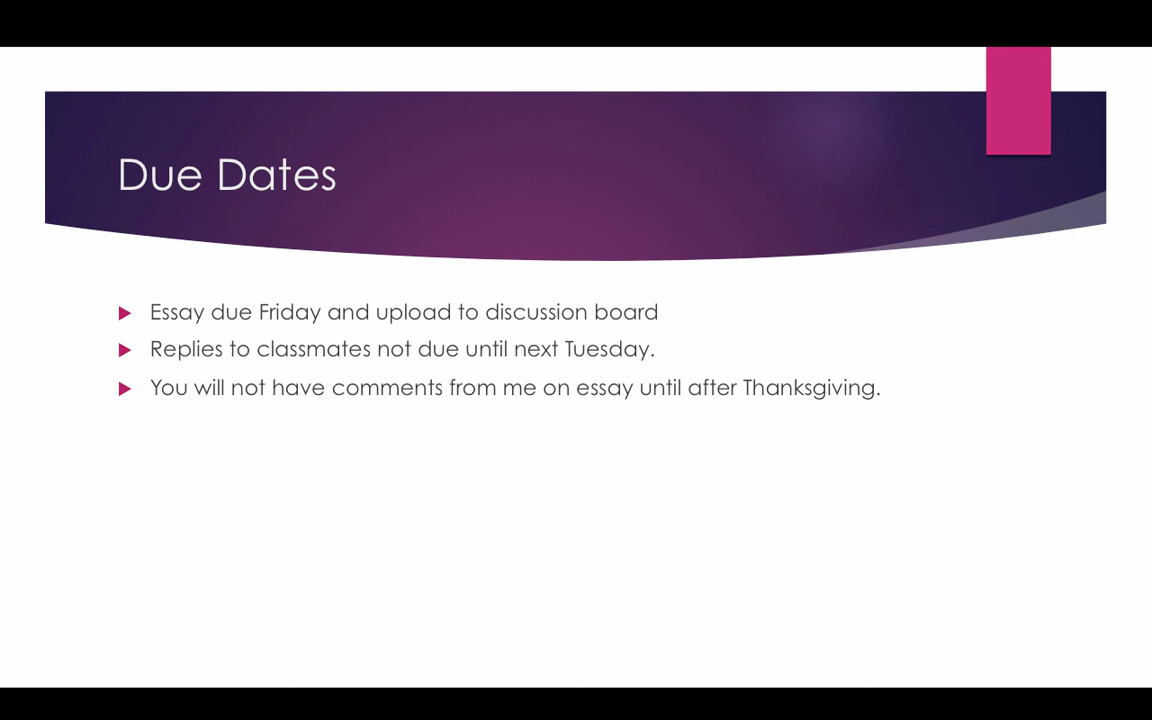 Due Dates
Essay due Friday and upload to discussion board
Replies to classmates not due until next Tuesday.
You will not have comments from me on essay until after Thanksgiving.